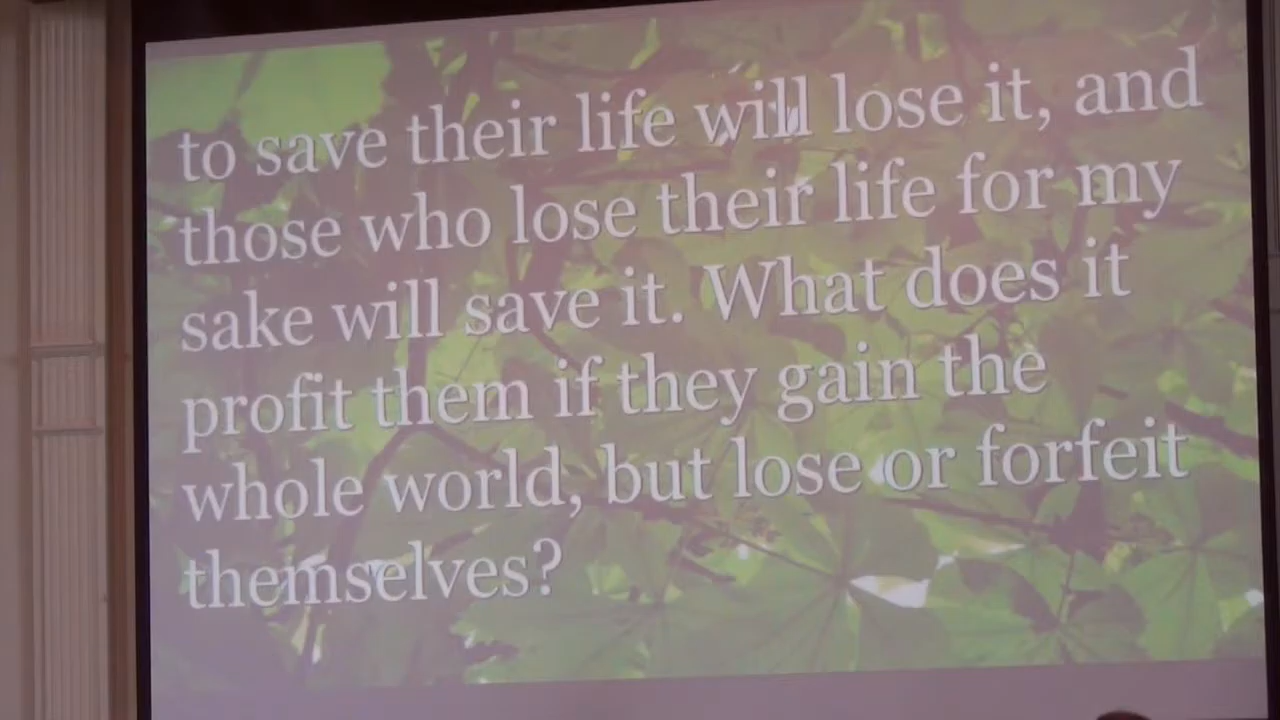 to save their life will lose it, and
those who lose their life for my
sake will save it. What does it
profit them if they gain the
whole world, but lose or forfeit
themselves?